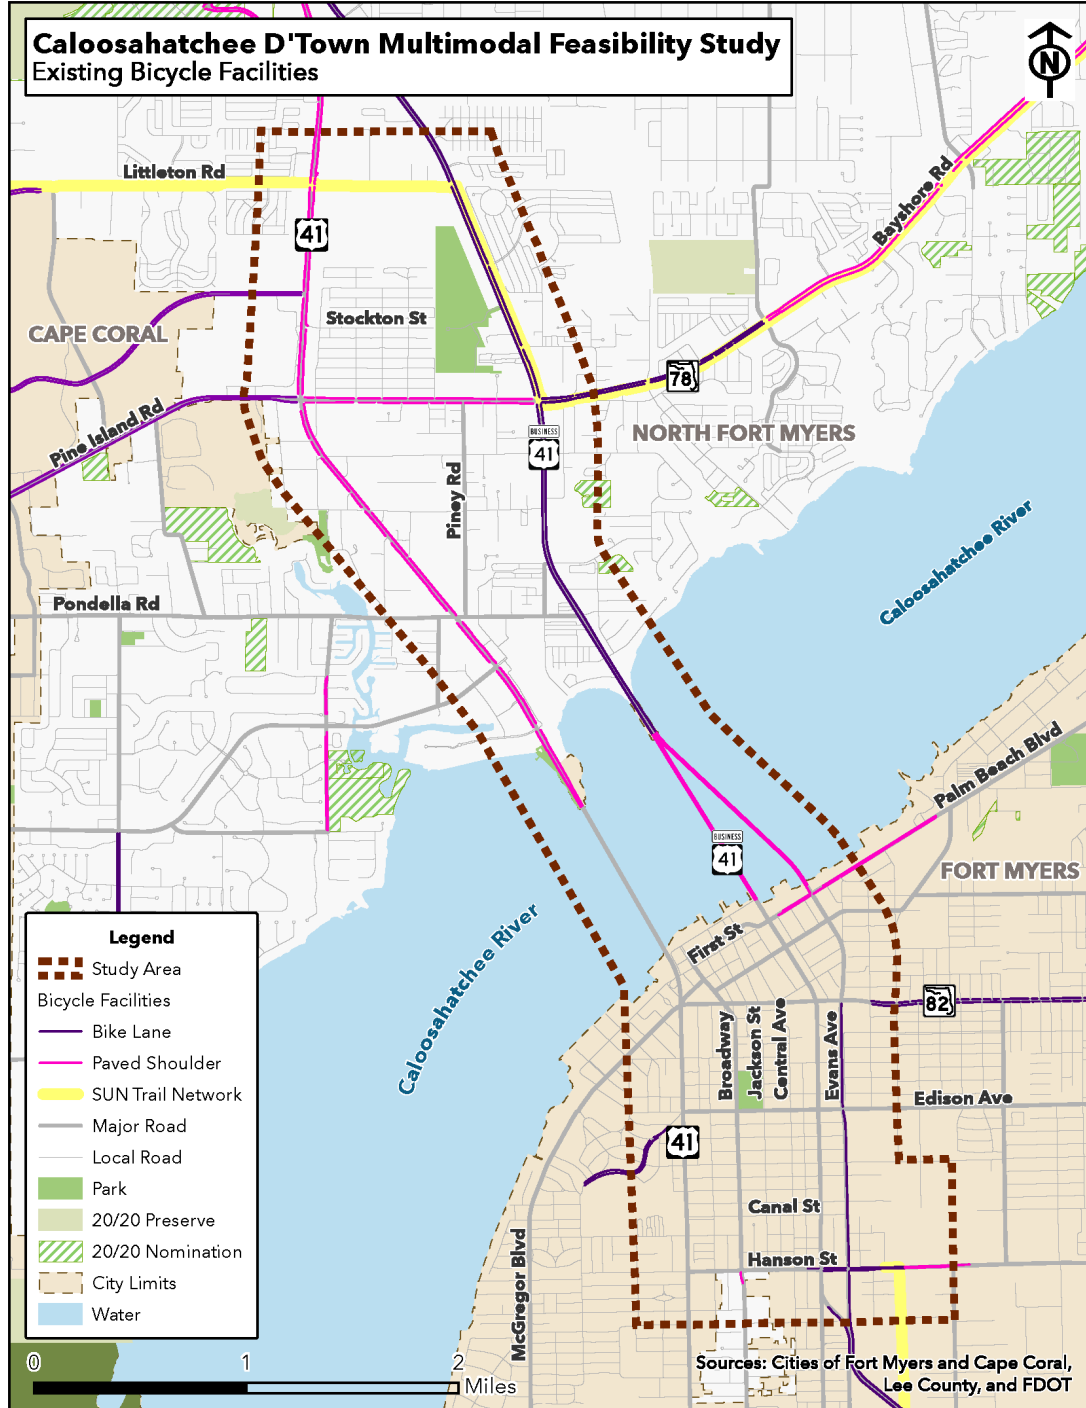 Caloosahatchee D'Town Multimodal Feasibility Study
Existing Bicycle Facilities
N
Littleton Rd
Bayshore Rd
41
Stockton St
CAPE CORAL
78
Pine Island Rd
BUSINESS
41
NORTH FORT MYERS
Piney Rd
Caloosahatchee River
Pondella Rd
Palm Beach Blvd
BUSINESS
41
FORT MYERS
First St
Caloosahatchee River
82
Broadway
Jackson St
Central Ave
Evans Ave
Edison Ave
41
Canal St
Hanson St
McGregor Blvd
Legend
Study Area
Bicycle Facilities
Bike Lane
Paved Shoulder
SUN Trail Network
Major Road
Local Road
Park
20/20 Preserve
20/20 Nomination
City Limits
Water
0 1 2
Miles
Sources: Cities of Fort Myers and Cape Coral,
Lee County, and FDOT